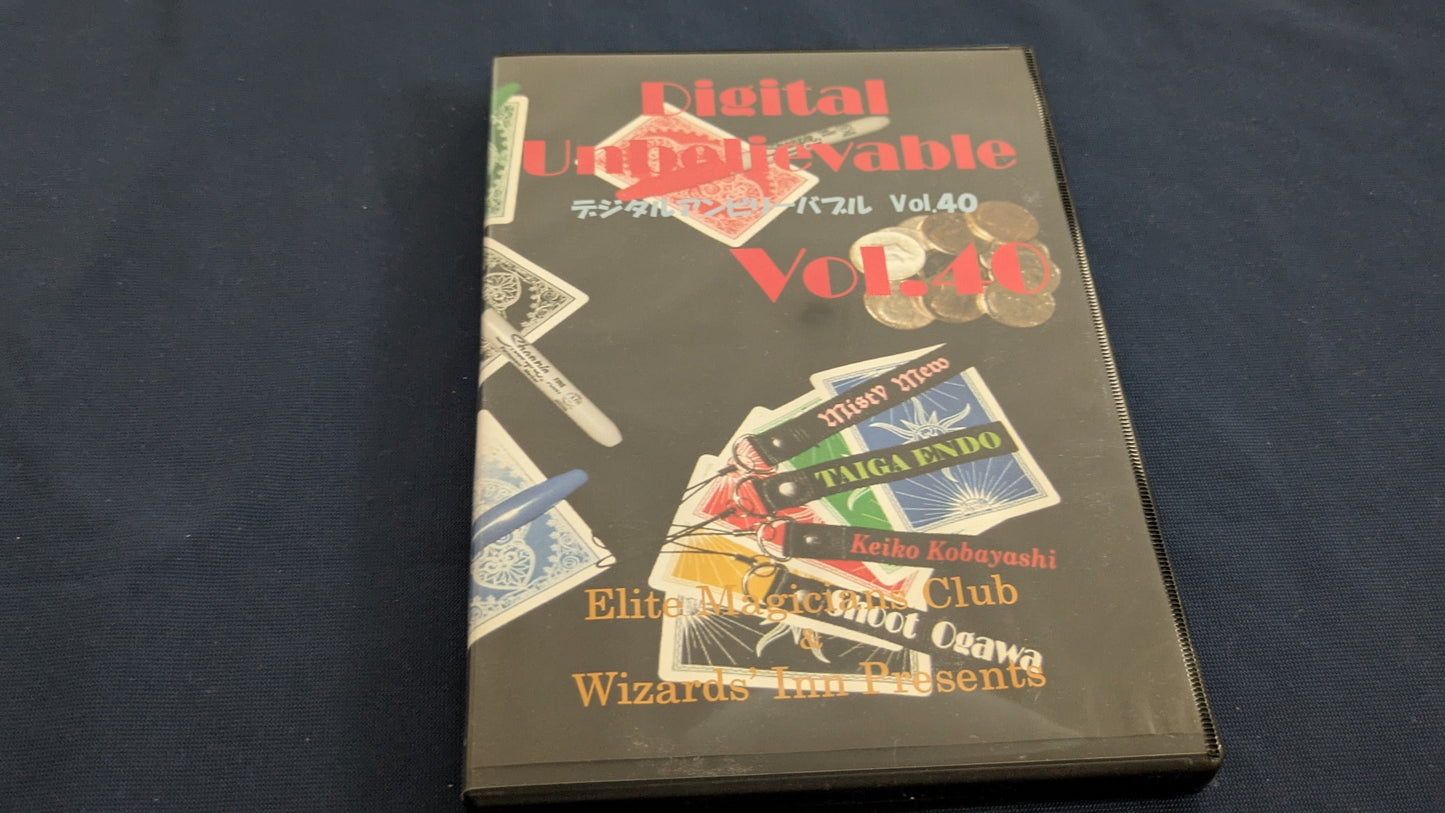 Digital
Unbelievable
デジタルアンビリーバブル Vol.40
Vol.40
Misty Mew
TAIGA ENDO
Keiko Kobayashi
Shoot Ogawa
Elite Magicians Club
&
Wizards' Inn Presents